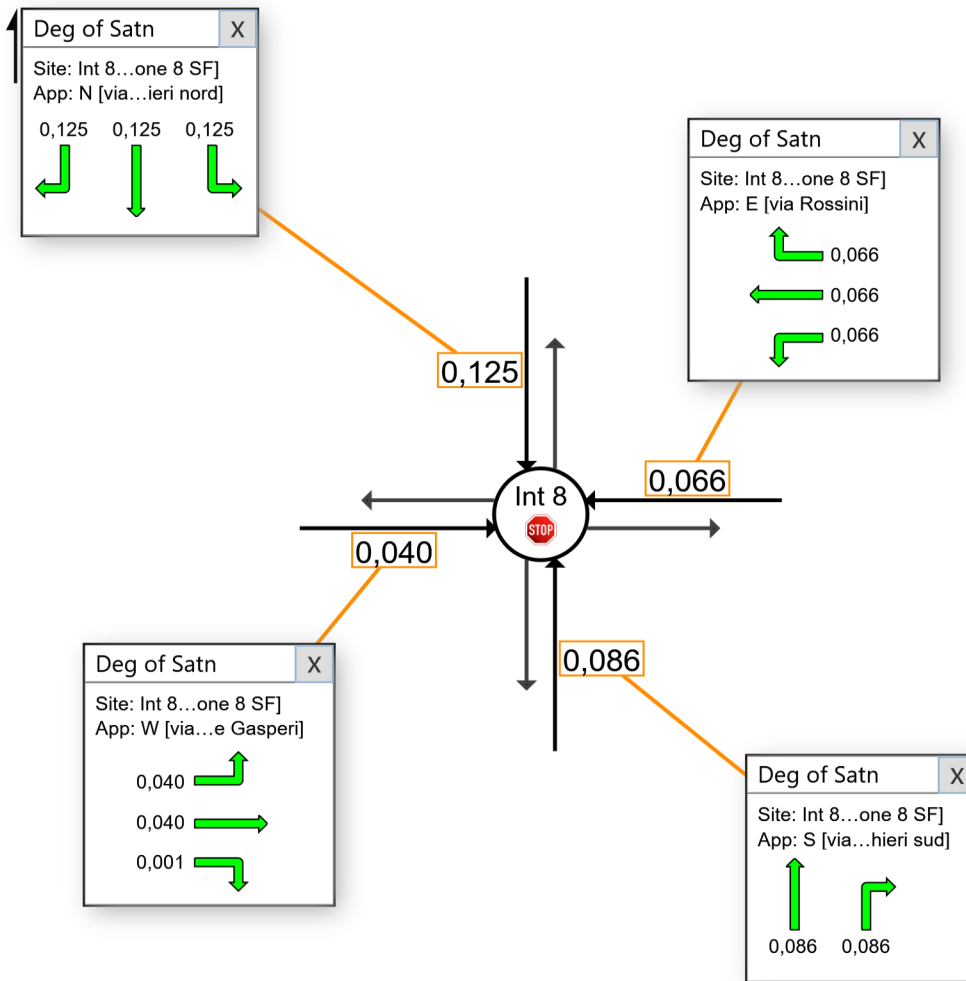 Deg of Satn X
Site: Int 8...one 8 SF]
App: N [via...ieri nord]
0,125 0,125 0,125
Deg of Satn X
Site: Int 8...one 8 SF]
App: E [via Rossini]
0,066
0,066
0,066
0,125
0,066
Int 8
STOP
0,040
0,086
Deg of Satn X
Site: Int 8...one 8 SF]
App: W [via...e Gasperi]
0,040
0,040
0,001
Deg of Satn X
Site: Int 8...one 8 SF]
App: S [via...hieri sud]
0,086 0,086